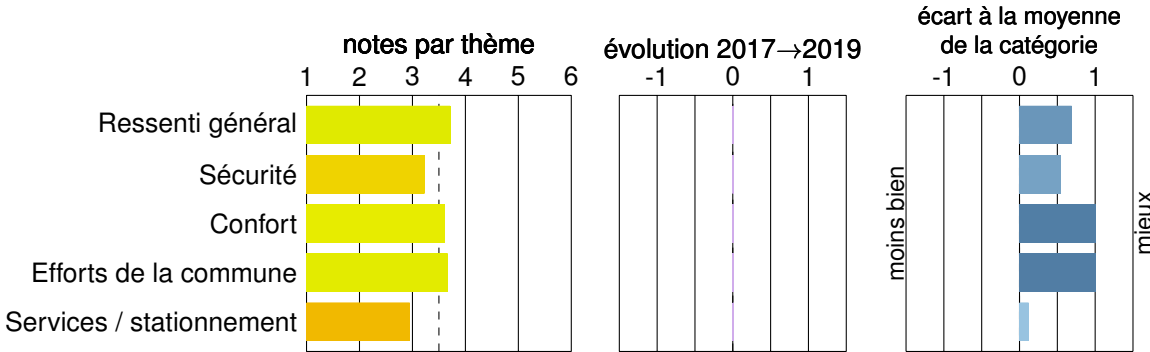 notes par thème
évolution 2017→2019
écart à la moyenne
de la catégorie
1 2 3 4 5 6
-1 0 1
-1 0 1
Ressenti général
Sécurité
Confort
Efforts de la commune
Services / stationnement
moins bien
mieux